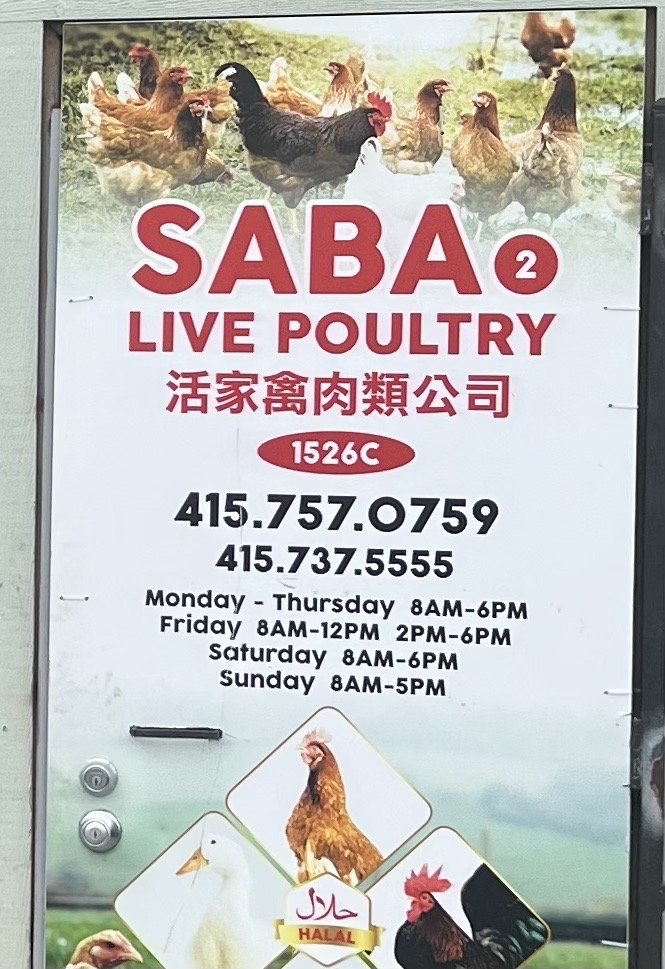 SABA 2
LIVE POULTRY
活家禽肉類公司
1526C
415.757.0759
415.737.5555
Monday - Thursday 8AM-6PM
Friday 8AM-12PM 2PM-6PM
Saturday 8AM-6PM
Sunday 8AM-5PM
حلال
HALAL